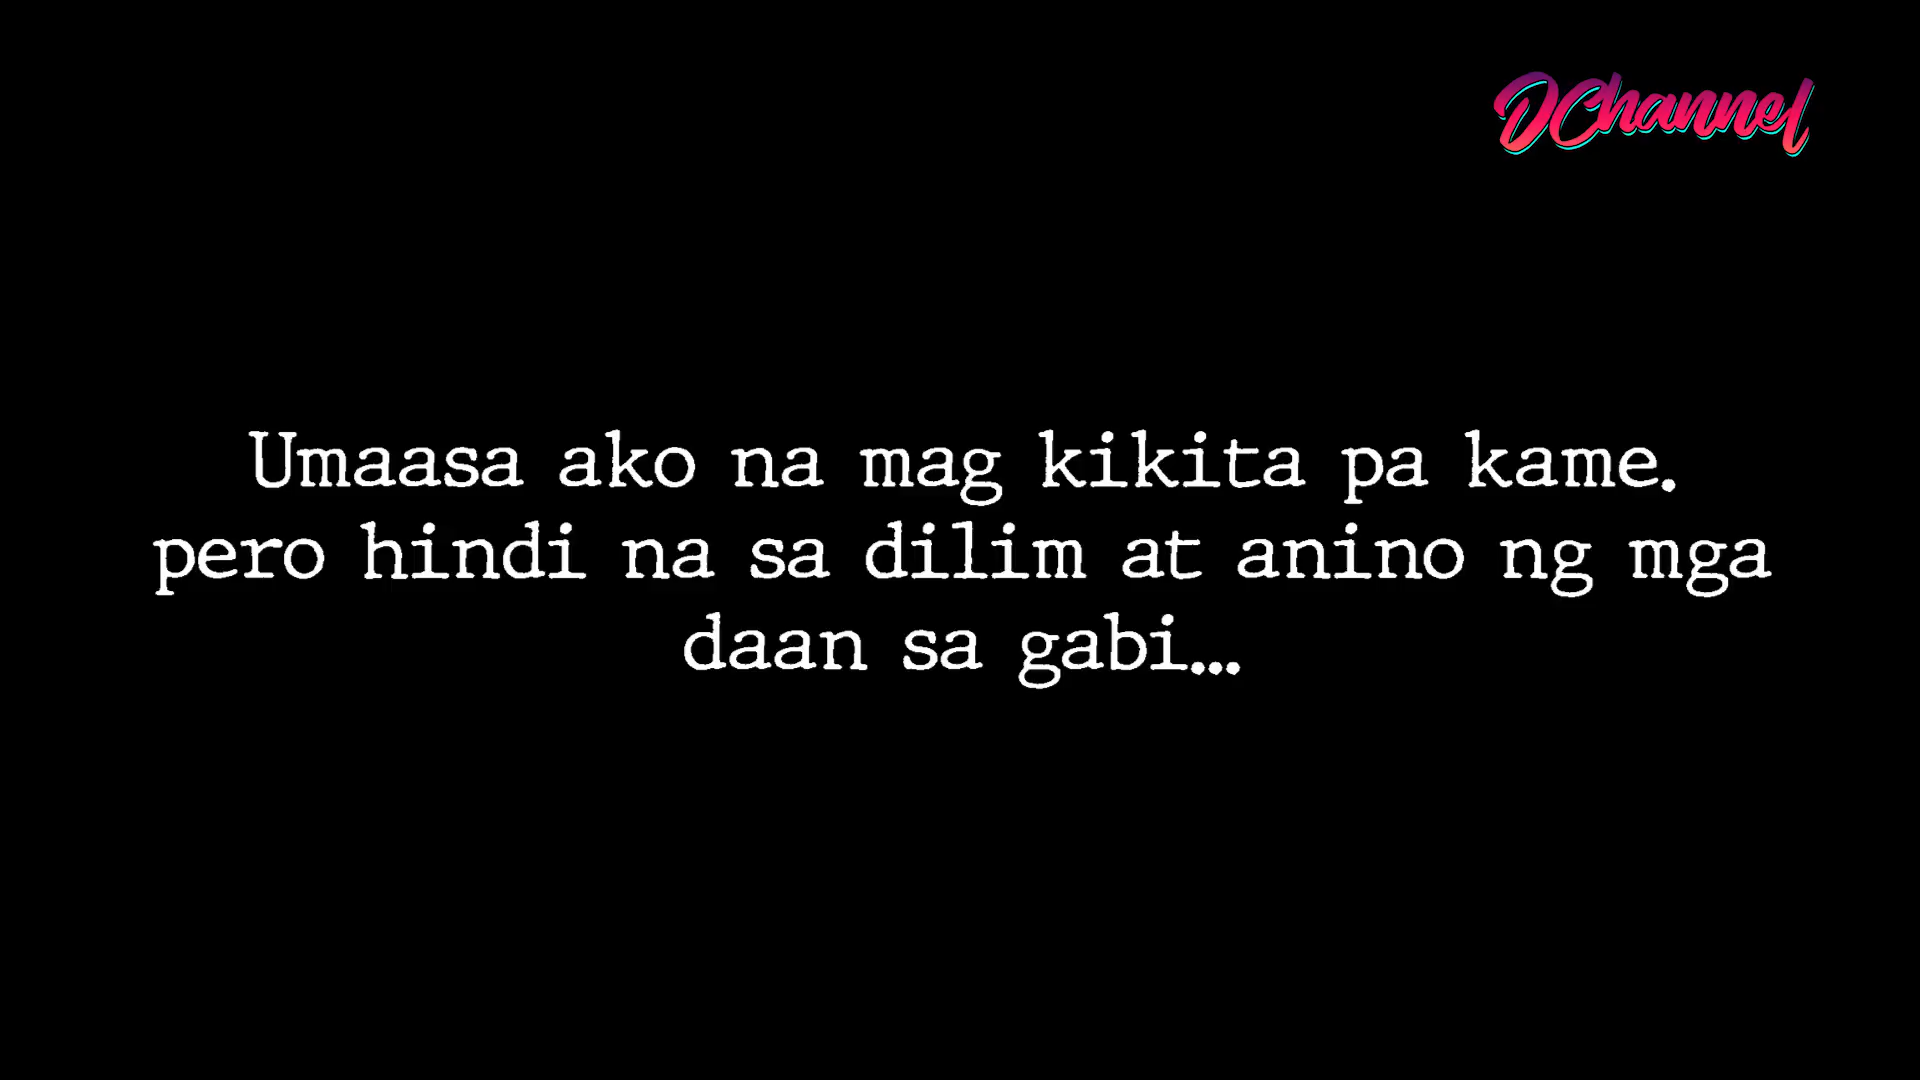 DChannel
Umaasa ako na mag kikita pa kame.
pero hindi na sa dilim at anino ng mga
daan sa gabi...